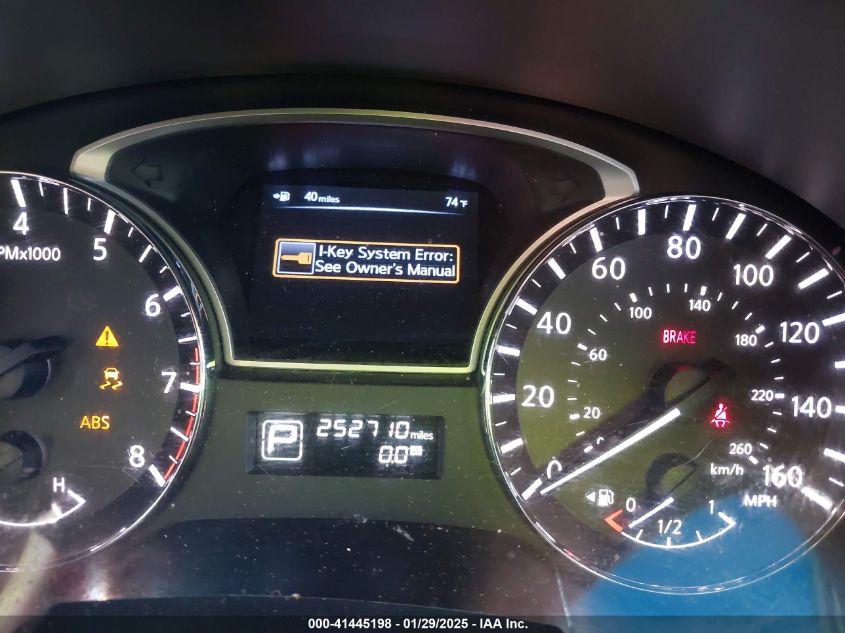 40 miles
74 °F
I-Key System Error:
See Owner's Manual
4
5
6
7
8
RPMx1000
ABS
H
P
252710 miles
0.0
0
20
40
60
80
100
120
140
160
MPH
0
20
60
100
140
180
220
260
km/h
BRAKE
0
1/2
1
000-41445198 - 01/29/2025 - IAA Inc.